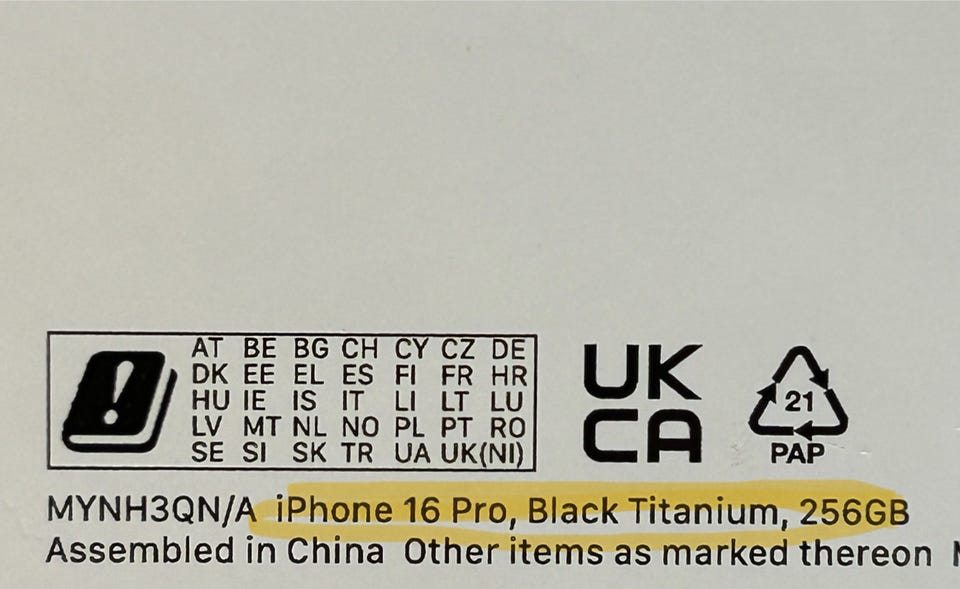 AT BE BG CH CY CZ DE
DK EE EL ES FI FR HR
HU IE IS IT LI LT LU
LV MT NL NO PL PT RO
SE SI SK TR UA UK(NI)
UK
CA
21
PAP
MYNH3QN/A iPhone 16 Pro, Black Titanium, 256GB
Assembled in China Other items as marked thereon